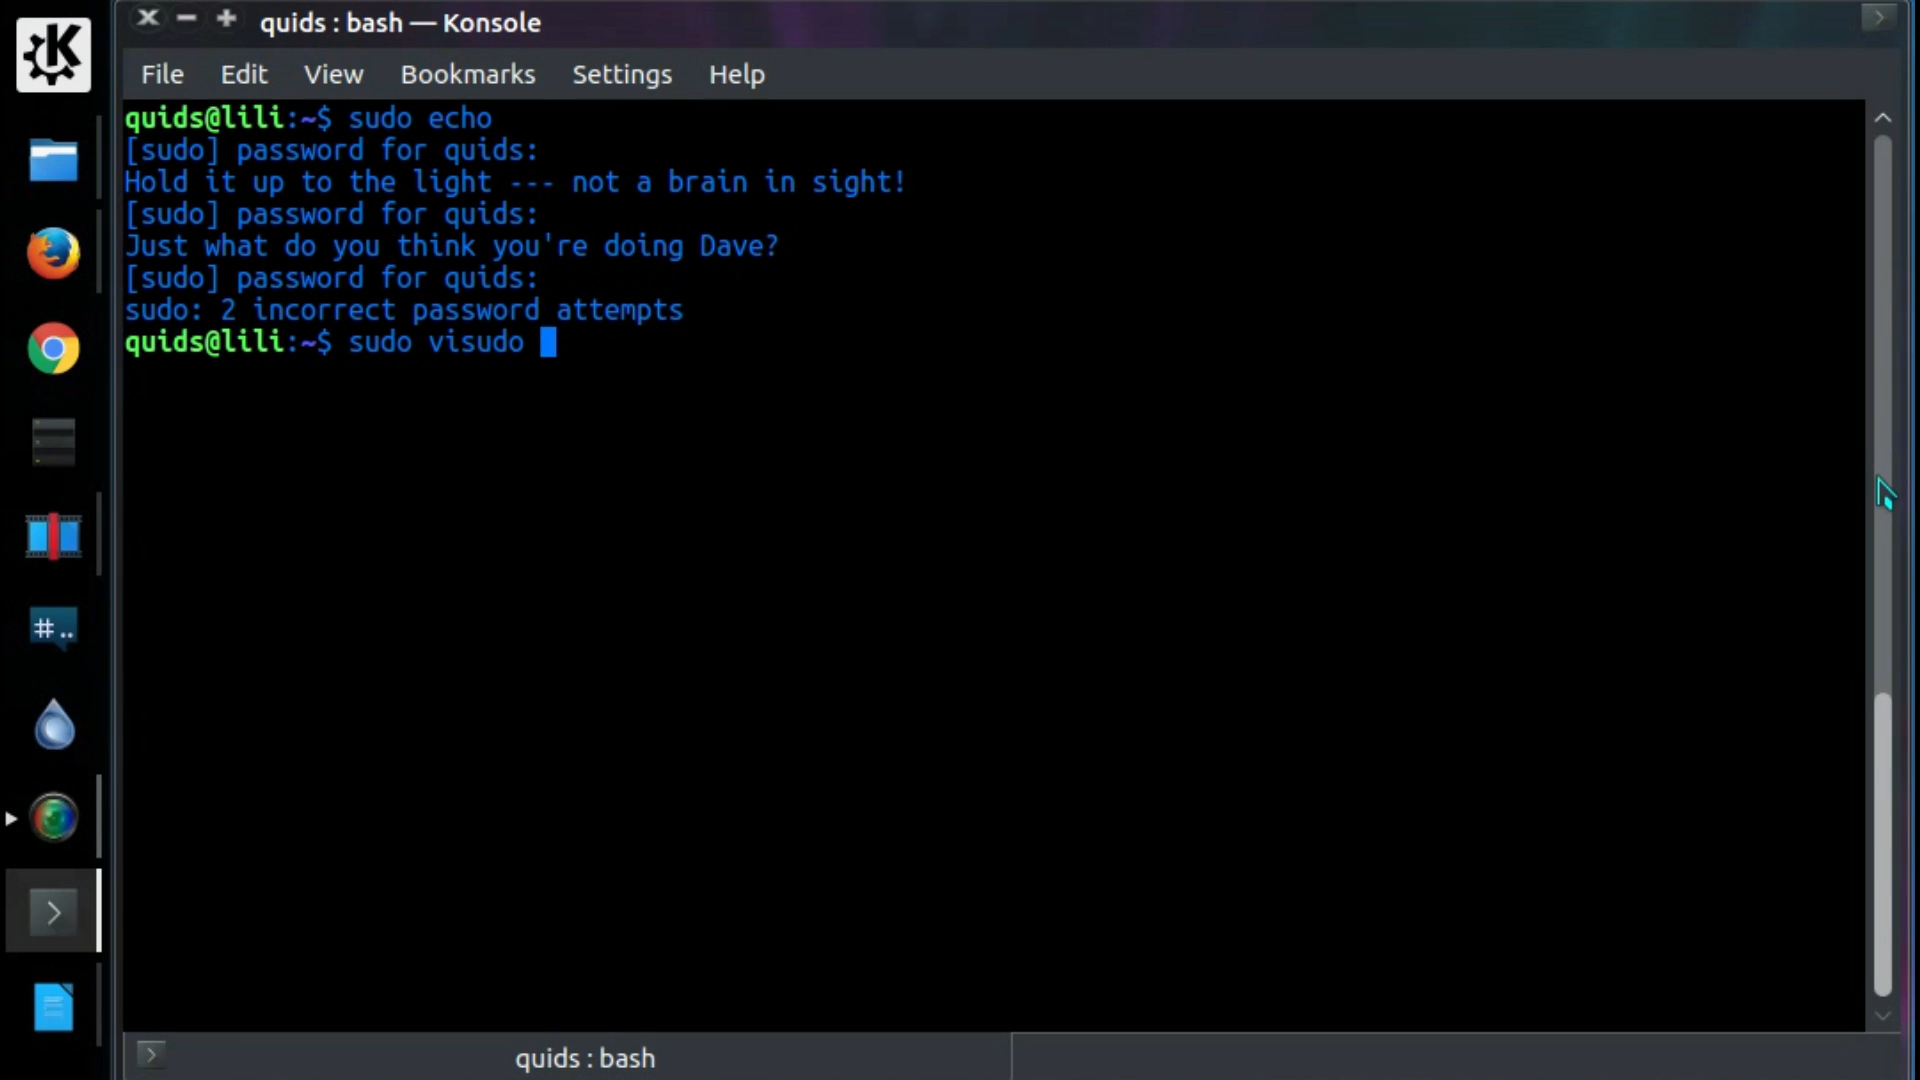 quids : bash — Konsole
File Edit View Bookmarks Settings Help
quids@lili:~$ sudo echo
[sudo] password for quids:
Hold it up to the light --- not a brain in sight!
[sudo] password for quids:
Just what do you think you're doing Dave?
[sudo] password for quids:
sudo: 2 incorrect password attempts
quids@lili:~$ sudo visudo
# ..
quids : bash